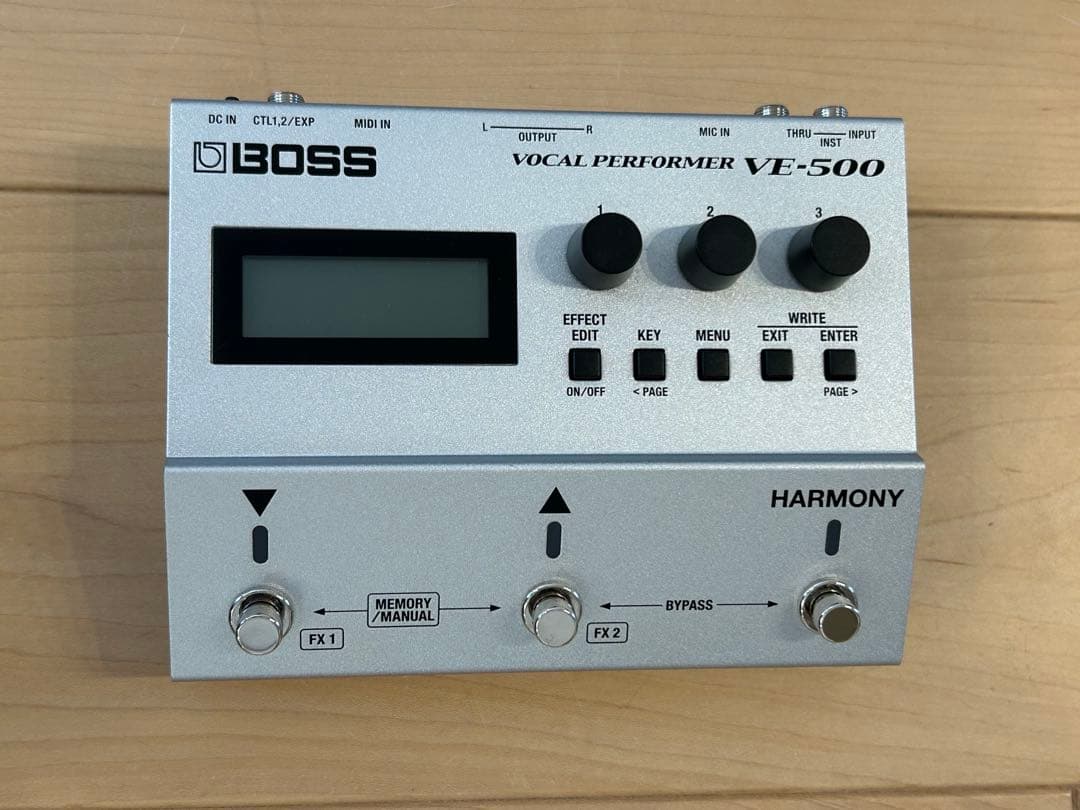 DC IN CTL1,2/EXP MIDI IN L R MIC IN THRU INPUT
OUTPUT INST
BOSS VOCAL PERFORMER VE-500
1 2 3
WRITE
EFFECT
EDIT KEY MENU EXIT ENTER
ON/OFF < PAGE PAGE >
▼ ▲ HARMONY
MEMORY
/MANUAL BYPASS
FX 1 FX 2